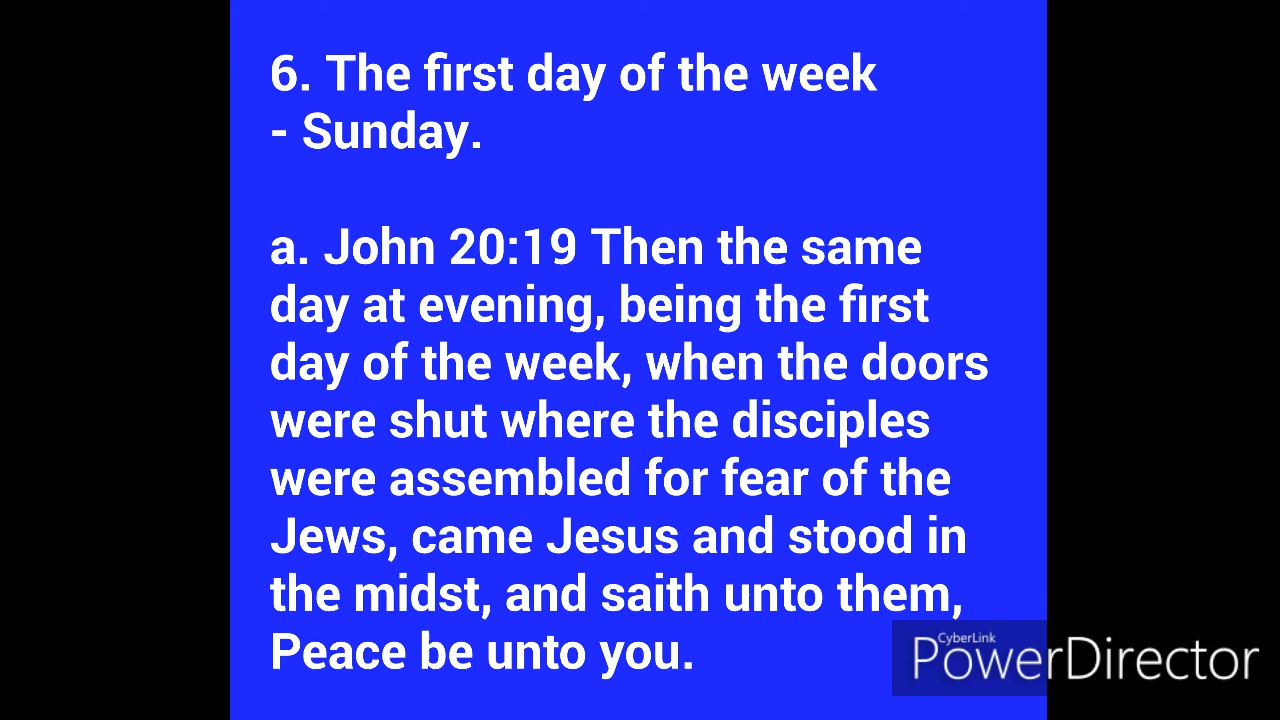 6. The first day of the week
- Sunday.
a. John 20:19 Then the same
day at evening, being the first
day of the week, when the doors
were shut where the disciples
were assembled for fear of the
Jews, came Jesus and stood in
the midst, and saith unto them,
Peace be unto you.
CyberLink
PowerDirector